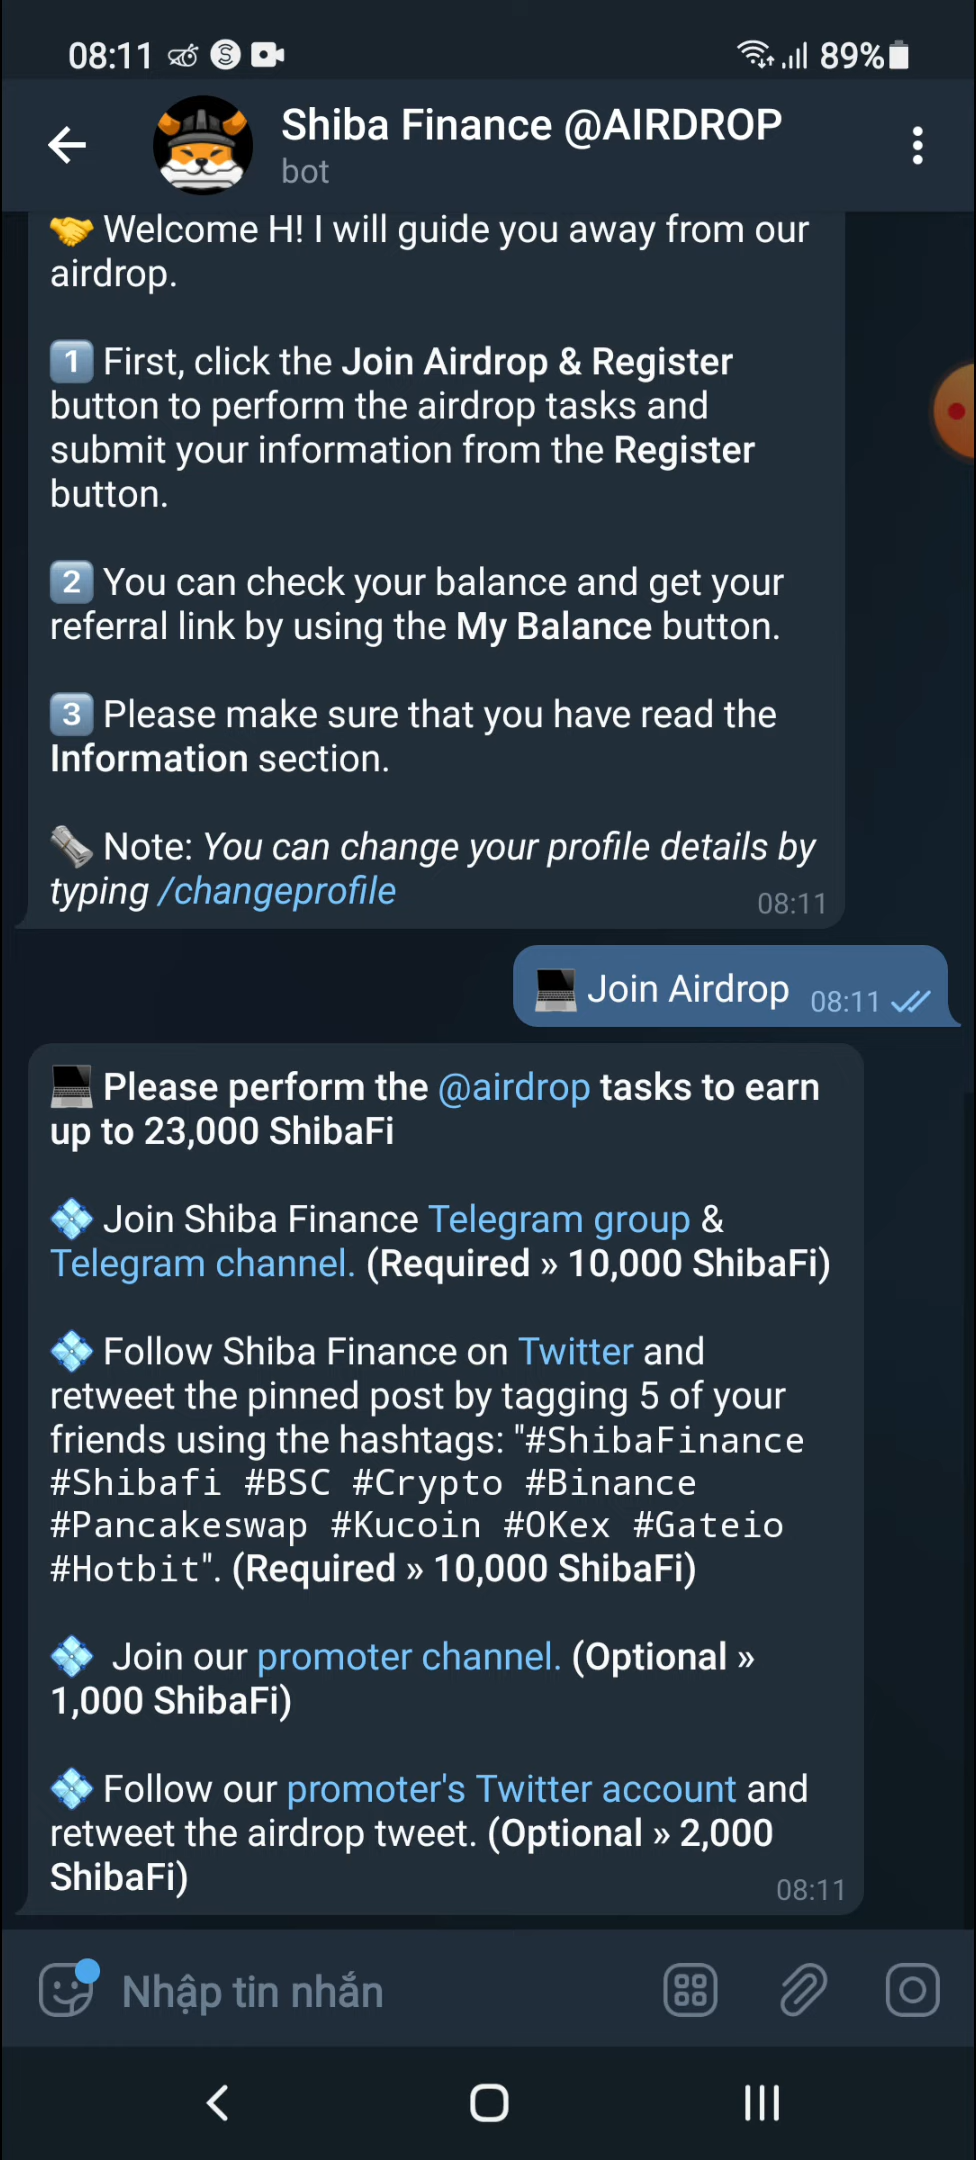 08:11 89%
Shiba Finance @AIRDROP
bot
🤝 Welcome H! I will guide you away from our
airdrop.
1️⃣ First, click the Join Airdrop & Register
button to perform the airdrop tasks and
submit your information from the Register
button.
2️⃣ You can check your balance and get your
referral link by using the My Balance button.
3️⃣ Please make sure that you have read the
Information section.
🗞 Note: You can change your profile details by
typing /changeprofile
08:11
💻 Join Airdrop 08:11
💻 Please perform the @airdrop tasks to earn
up to 23,000 ShibaFi
💠 Join Shiba Finance Telegram group &
Telegram channel. (Required » 10,000 ShibaFi)
💠 Follow Shiba Finance on Twitter and
retweet the pinned post by tagging 5 of your
friends using the hashtags: "#ShibaFinance
#Shibafi #BSC #Crypto #Binance
#Pancakeswap #Kucoin #OKex #Gateio
#Hotbit". (Required » 10,000 ShibaFi)
💠 Join our promoter channel. (Optional »
1,000 ShibaFi)
💠 Follow our promoter's Twitter account and
retweet the airdrop tweet. (Optional » 2,000
ShibaFi)
08:11
Nhập tin nhắn